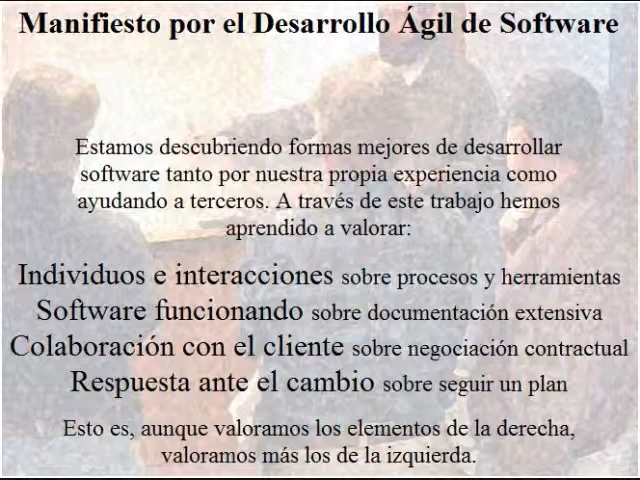 Manifiesto por el Desarrollo Ágil de Software
Estamos descubriendo formas mejores de desarrollar
software tanto por nuestra propia experiencia como
ayudando a terceros. A través de este trabajo hemos
aprendido a valorar:
Individuos e interacciones sobre procesos y herramientas
Software funcionando sobre documentación extensiva
Colaboración con el cliente sobre negociación contractual
Respuesta ante el cambio sobre seguir un plan
Esto es, aunque valoramos los elementos de la derecha,
valoramos más los de la izquierda.